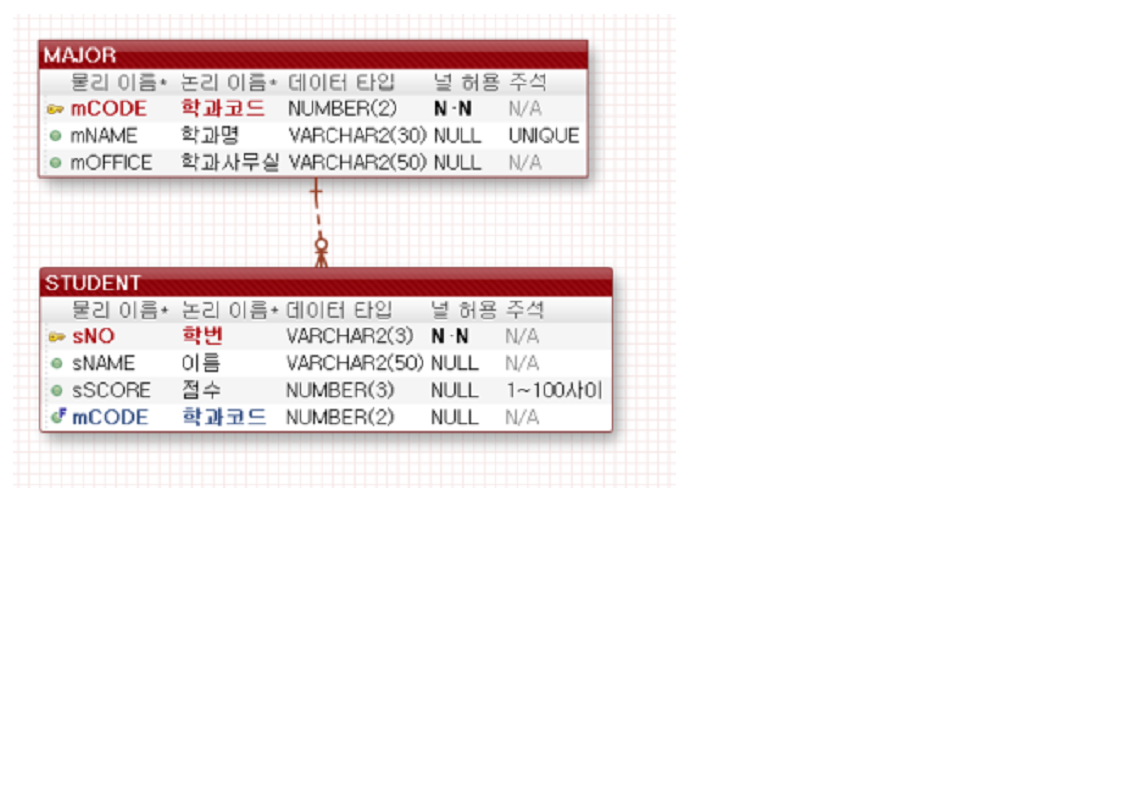 MAJOR
물리 이름* 논리 이름* 데이터 타입 널 허용 주석
mCODE 학과코드 NUMBER(2) N·N N/A
mNAME 학과명 VARCHAR2(30) NULL UNIQUE
mOFFICE 학과사무실 VARCHAR2(50) NULL N/A
STUDENT
물리 이름* 논리 이름* 데이터 타입 널 허용 주석
sNO 학번 VARCHAR2(3) N·N N/A
sNAME 이름 VARCHAR2(50) NULL N/A
sSCORE 점수 NUMBER(3) NULL 1~100사이
mCODE 학과코드 NUMBER(2) NULL N/A